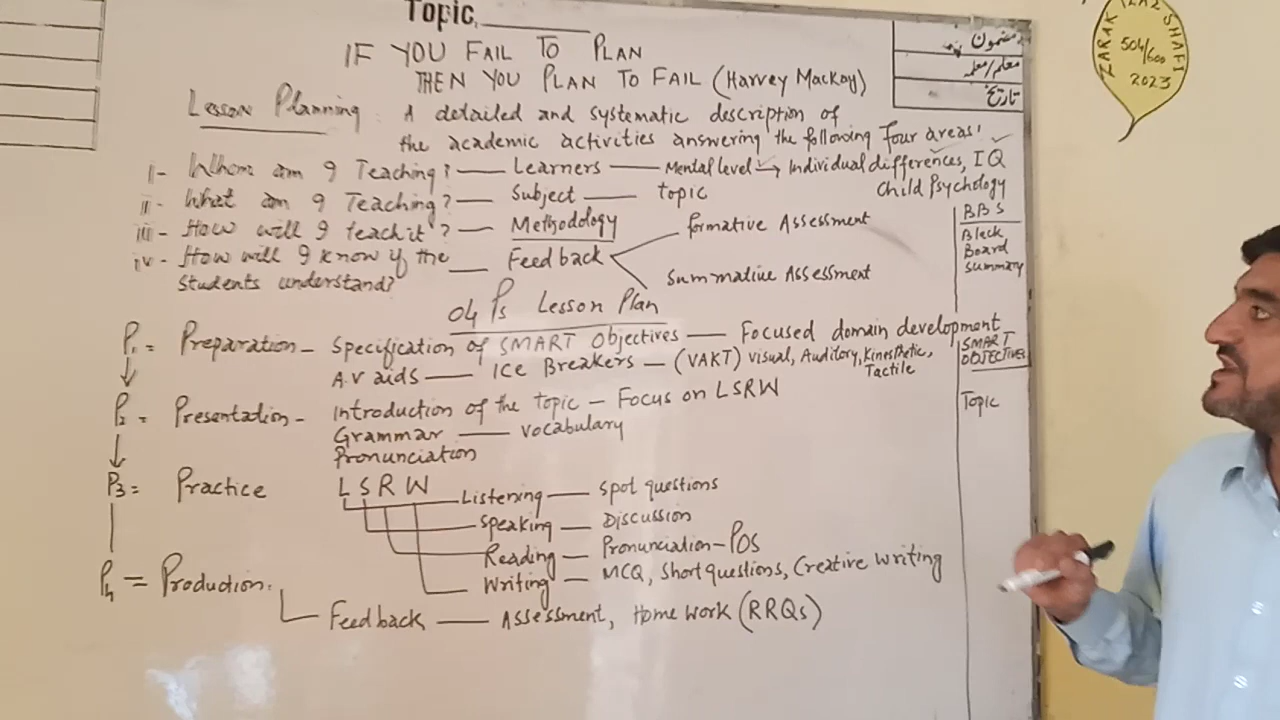 Topic
IF YOU FAIL TO PLAN
THEN YOU PLAN TO FAIL (Harvey Mackay)
Lesson Planning: A detailed and systematic description of
the academic activities answering the following four areas:
i- Whom am I Teaching? — Learners — Mental level → Individual differences, IQ
Child Psychology
ii- What am I Teaching? — Subject — topic
iii- How will I teach it? — Methodology
formative Assessment
iv- How will I know if the students understand? — Feedback
Summative Assessment
04 Ps Lesson Plan
P1 = Preparation - Specification of SMART Objectives — Focused domain development
A.V aids — Ice Breakers — (VAKT) Visual, Auditory, Kinesthetic,
Tactile
P2 = Presentation - Introduction of the topic - Focus on LSRW
Grammar — Vocabulary
Pronunciation
P3 = Practice LSRW
Listening — Spot questions
Speaking — Discussion
Reading — Pronunciation - POS
Writing — MCQ, Short questions, Creative Writing
P4 = Production.
Feedback — Assessment, Home work (RRQs)
BBS
Black
Board
Summary
SMART
OBJECTIVES
Topic
مضمون
معلم/معلمہ
تاریخ
SHAFI
ZARAK
504/600
2023